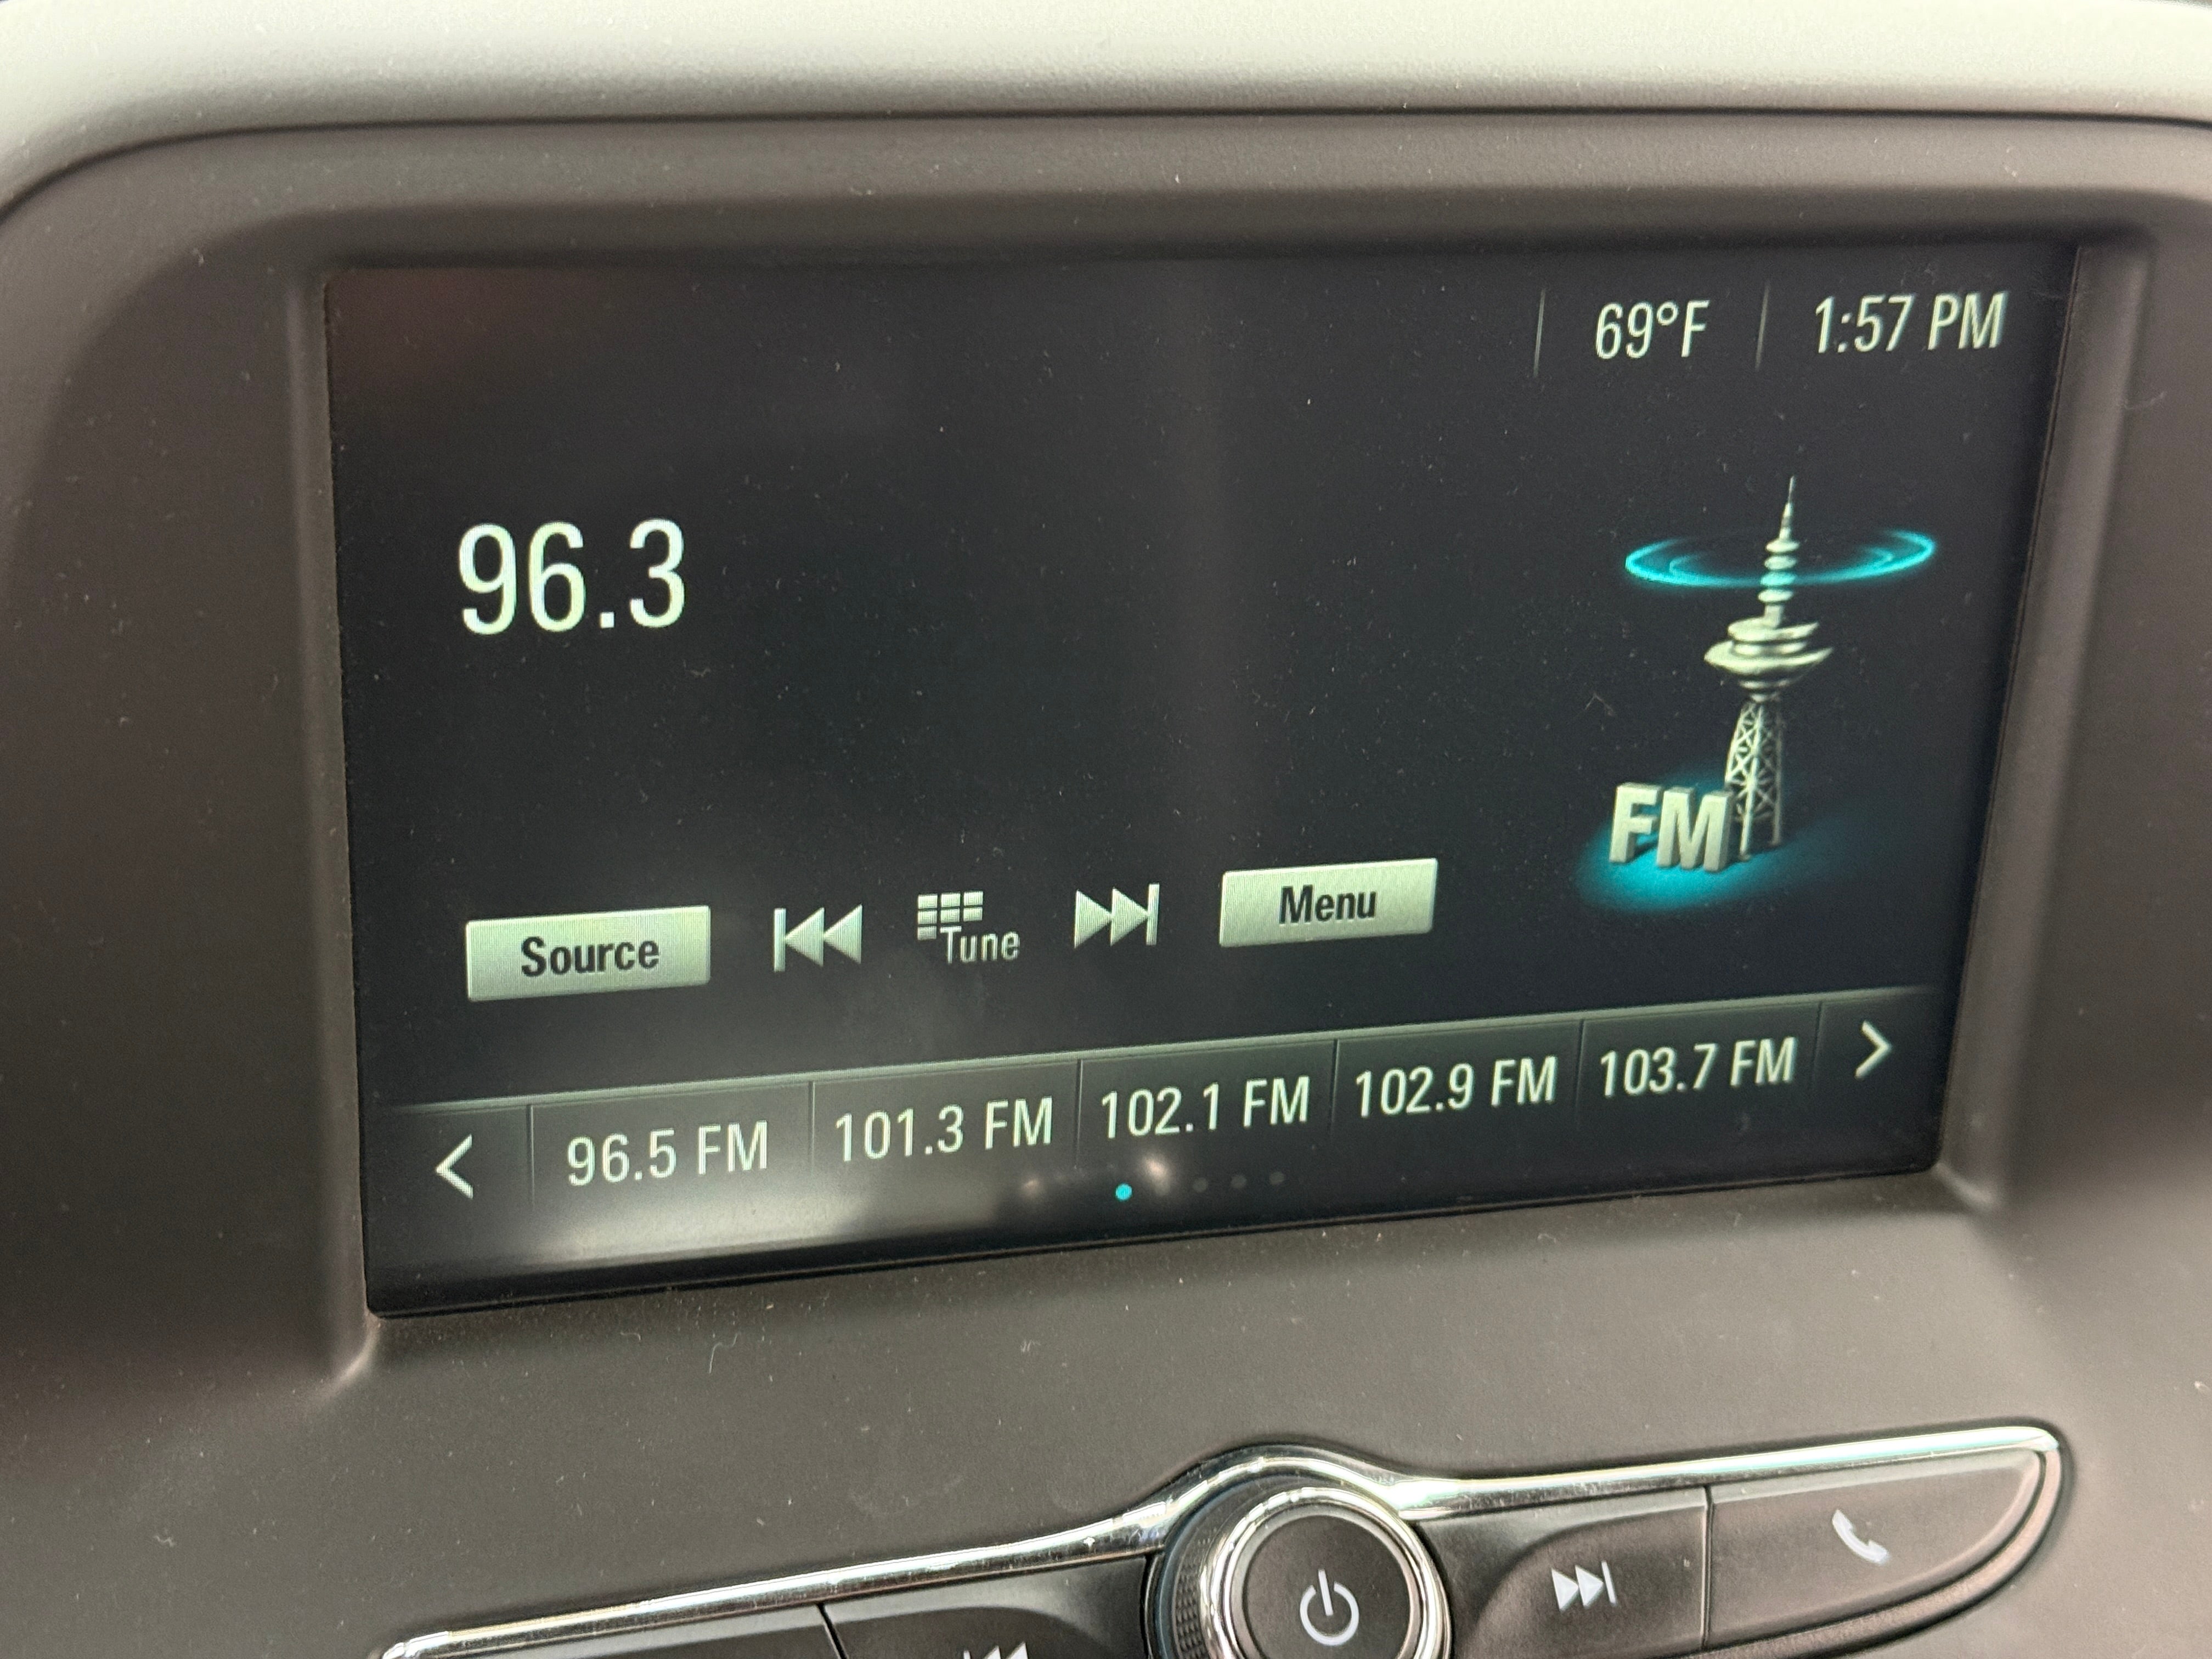 69°F 1:57 PM
96.3
FM
Source Tune Menu
96.5 FM 101.3 FM 102.1 FM 102.9 FM 103.7 FM